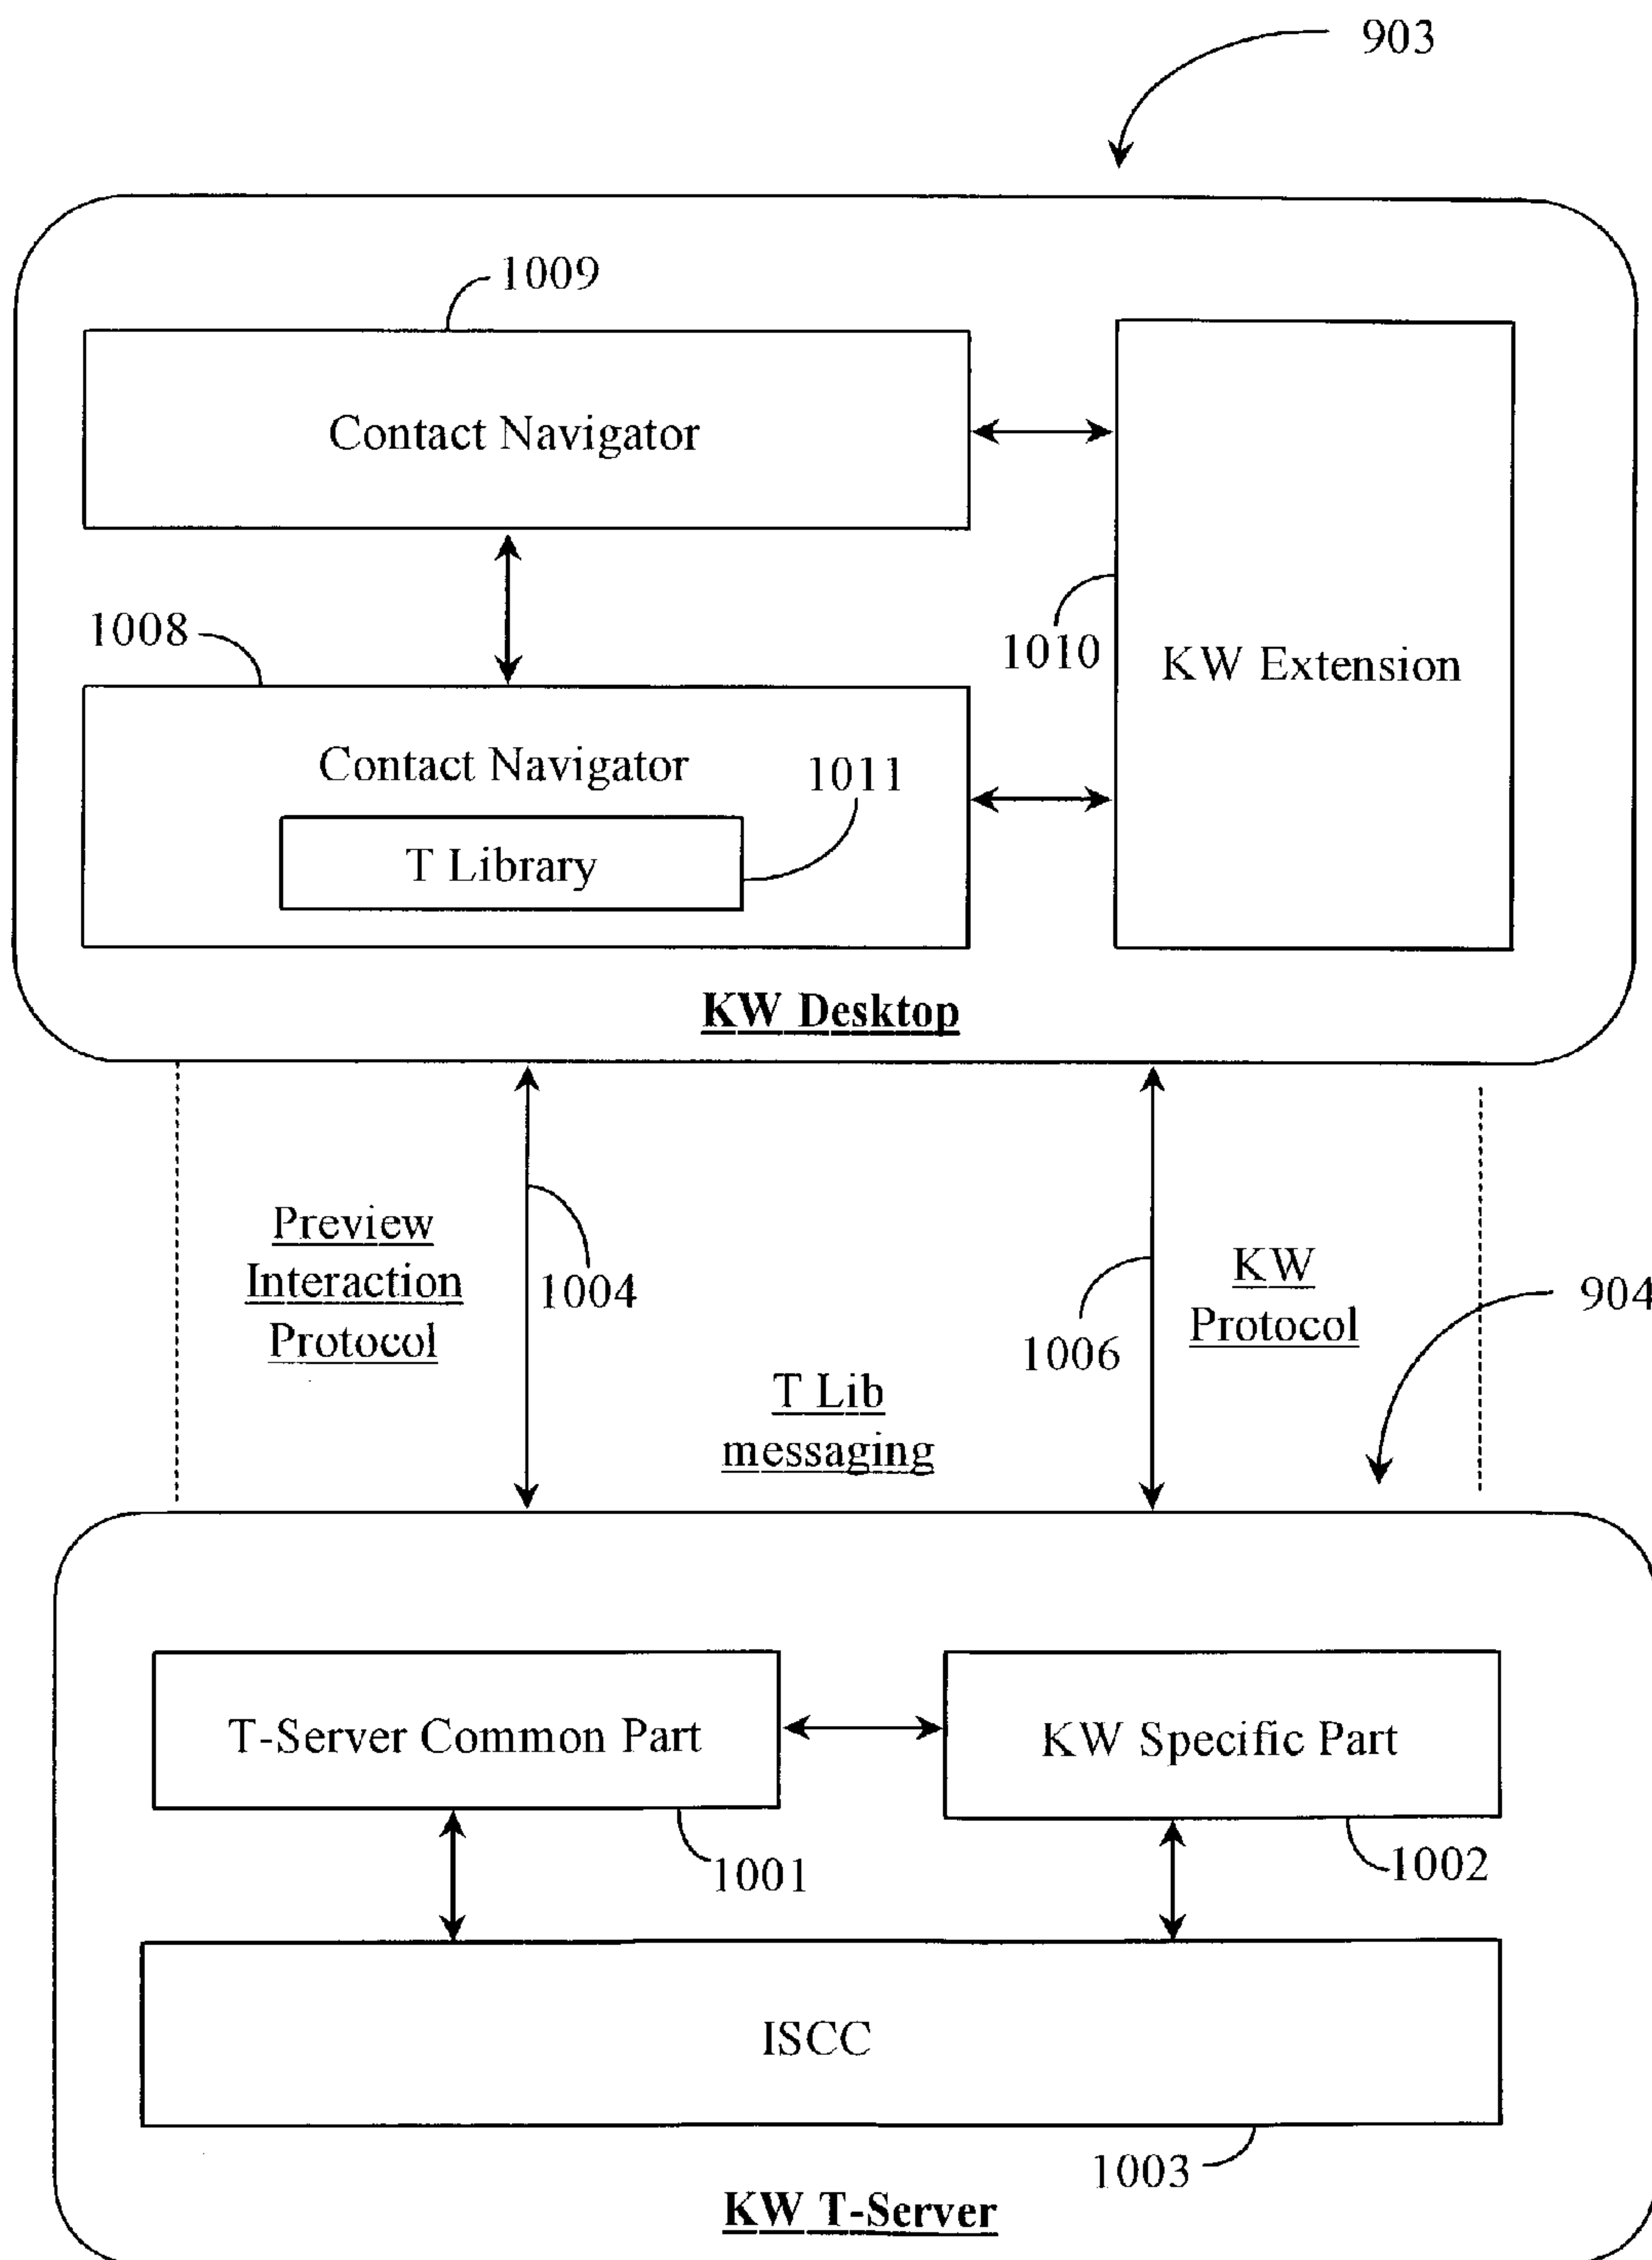 903
1009
Contact Navigator
1008
1010
KW Extension
Contact Navigator
1011
T Library
KW Desktop
Preview
Interaction
Protocol
1004
KW
Protocol
904
1006
T Lib
messaging
T-Server Common Part
KW Specific Part
1001
1002
ISCC
1003
KW T-Server